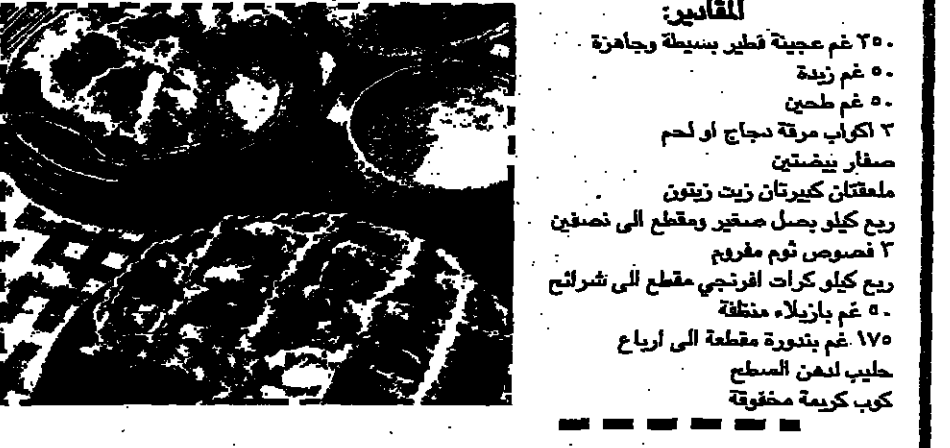 المقادير:
٣٥٠ غم عجينة فطير بسيطة وجاهزة
٥٠ غم زبدة
٥٠ غم طحين
٣ اكواب مرقة دجاج او لحم
صفار بيضتين
ملعقتان كبيرتان زيت زيتون
ربع كيلو بصل صغير ومقطع الى نصفين
٣ فصوص ثوم مفروم
ربع كيلو كرات افرنجي مقطع الى شرائح
٥٠ غم بازيلاء منظفة
١٧٥ غم بندورة مقطعة الى ارباع
حليب لدهن السطح
كوب كريمة مخفوقة